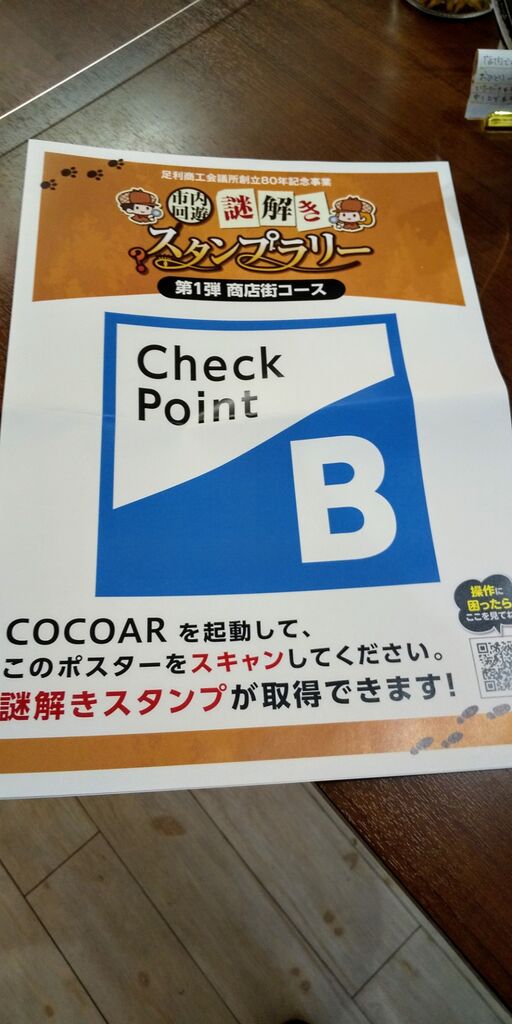 足利商工会議所創立80年記念事業
市内回遊 謎解き
スタンプラリー
第1弾 商店街コース
Check
Point
B
COCOAR を起動して、
このポスターをスキャンしてください。
謎解きスタンプが取得できます!
操作に
困ったら
ここを見てね